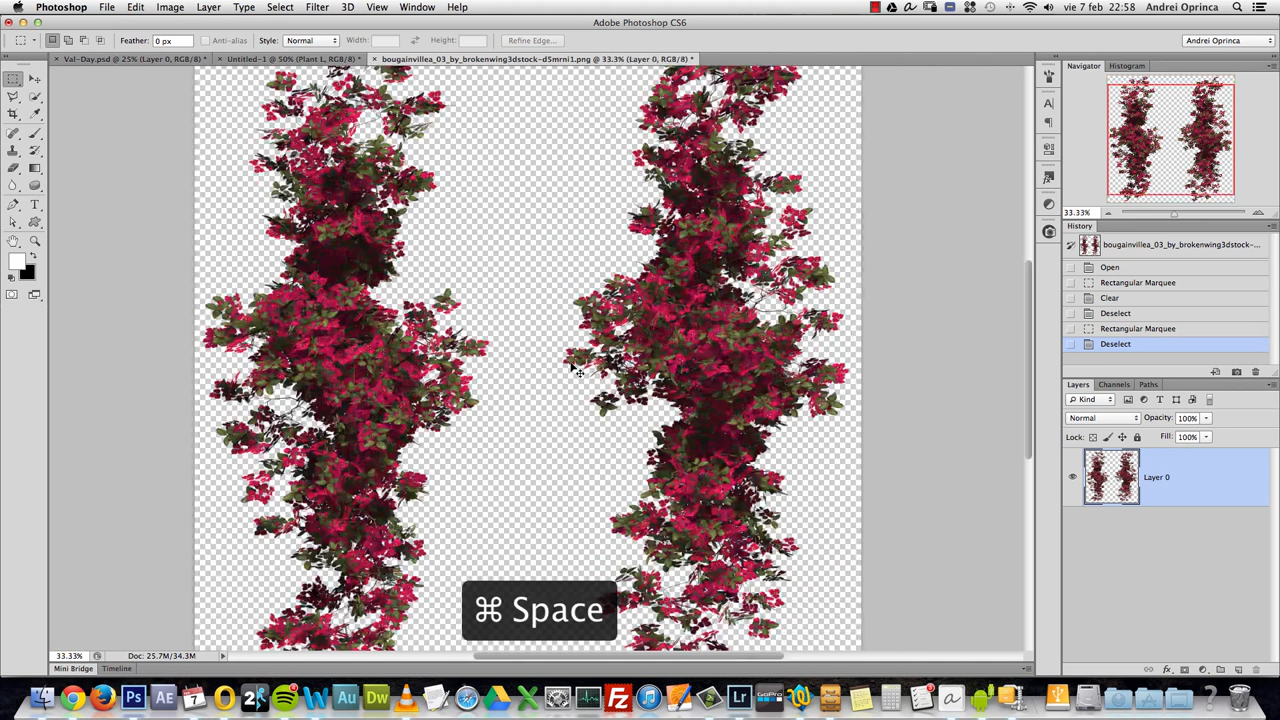 Photoshop File Edit Image Layer Type Select Filter 3D View Window Help vie 7 feb 22:58 Andrei Oprinca
Adobe Photoshop CS6
Feather: 0 px Anti-alias Style: Normal Width: Height: Refine Edge... Andrei Oprinca
Val-Day.psd @ 25% (Layer 0, RGB/8) * Untitled-1 @ 50% (Plant L, RGB/8) * bougainvillea_03_by_brokenwing3dstock-d5mrni1.png @ 33.3% (Layer 0, RGB/8) *
Navigator Histogram
33.33%
History
bougainvillea_03_by_brokenwing3dstock-...
Open
Rectangular Marquee
Clear
Deselect
Rectangular Marquee
Deselect
Layers Channels Paths
Kind
Normal Opacity: 100%
Lock: Fill: 100%
Layer 0
⌘ Space
33.33% Doc: 25.7M/34.3M
Mini Bridge Timeline